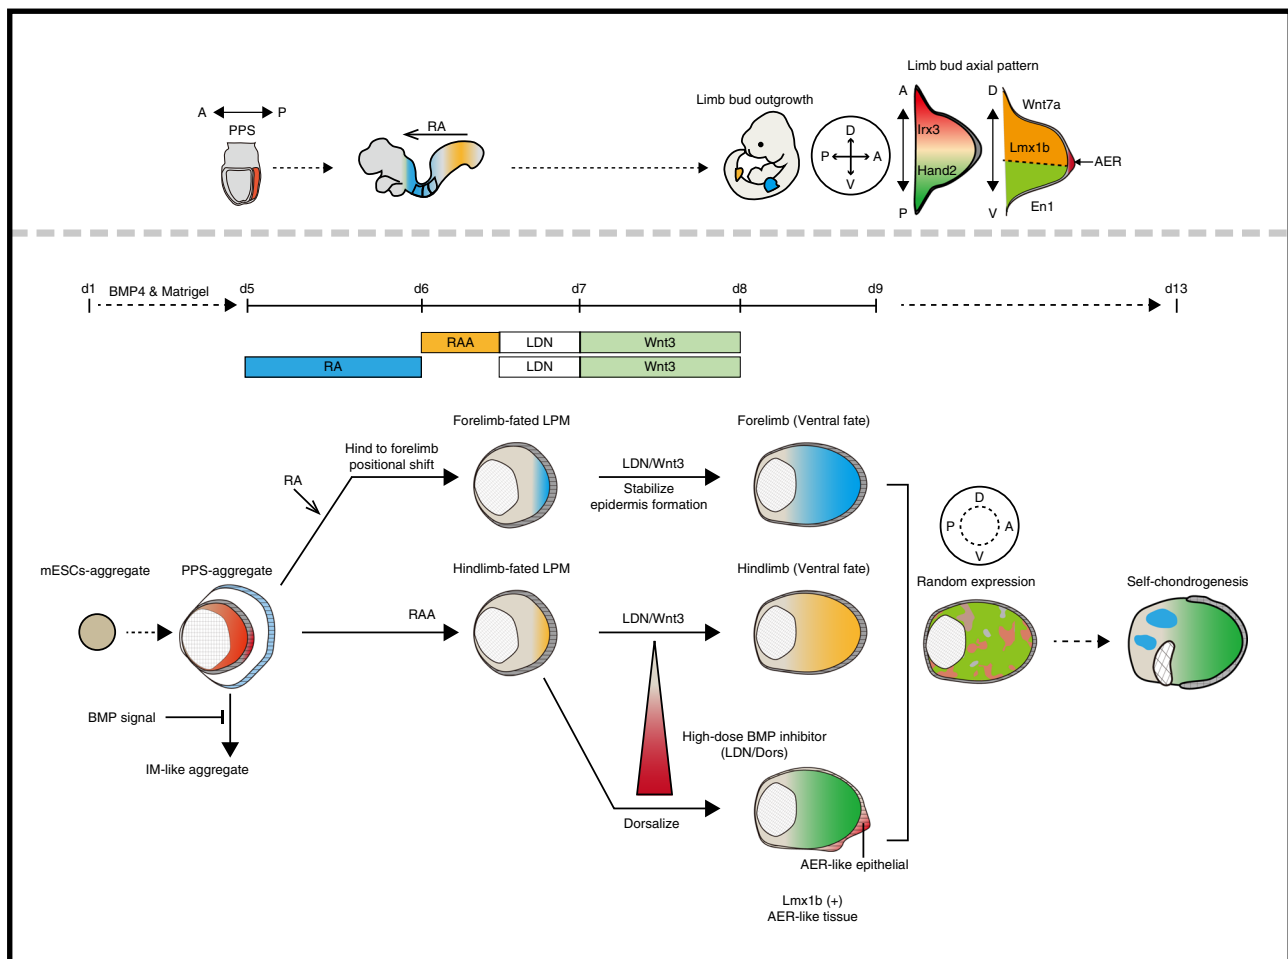 Limb bud axial pattern
Limb bud outgrowth
A
P
PPS
RA
D
P
A
V
A
Irx3
Hand2
P
D
Wnt7a
Lmx1b
AER
En1
V
d1
BMP4 & Matrigel
d5
d6
d7
d8
d9
d13
RAA
LDN
Wnt3
RA
LDN
Wnt3
Forelimb-fated LPM
Forelimb (Ventral fate)
Hind to forelimb
positional shift
RA
LDN/Wnt3
Stabilize
epidermis formation
D
P
A
V
mESCs-aggregate
PPS-aggregate
Hindlimb-fated LPM
Hindlimb (Ventral fate)
Random expression
Self-chondrogenesis
RAA
LDN/Wnt3
BMP signal
IM-like aggregate
High-dose BMP inhibitor
(LDN/Dors)
Dorsalize
AER-like epithelial
Lmx1b (+)
AER-like tissue